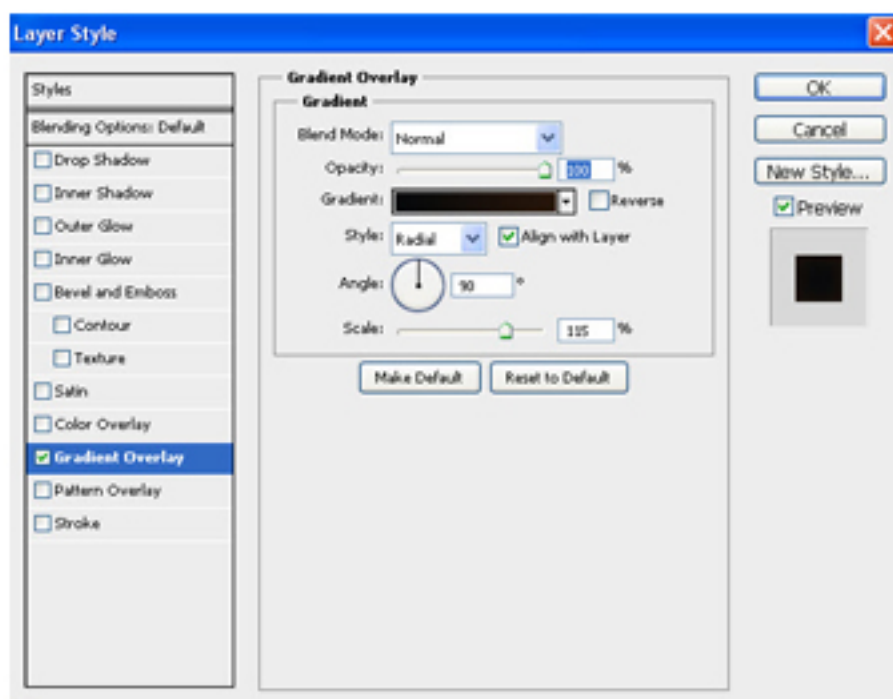 Layer Style
Styles
Blending Options: Default
Drop Shadow
Inner Shadow
Outer Glow
Inner Glow
Bevel and Emboss
Contour
Texture
Satin
Color Overlay
Gradient Overlay
Pattern Overlay
Stroke
Gradient Overlay
Gradient
Blend Mode: Normal
Opacity: 100 %
Gradient: Reverse
Style: Radial Align with Layer
Angle: 90 °
Scale: 115 %
Make Default Reset to Default
OK
Cancel
New Style...
Preview